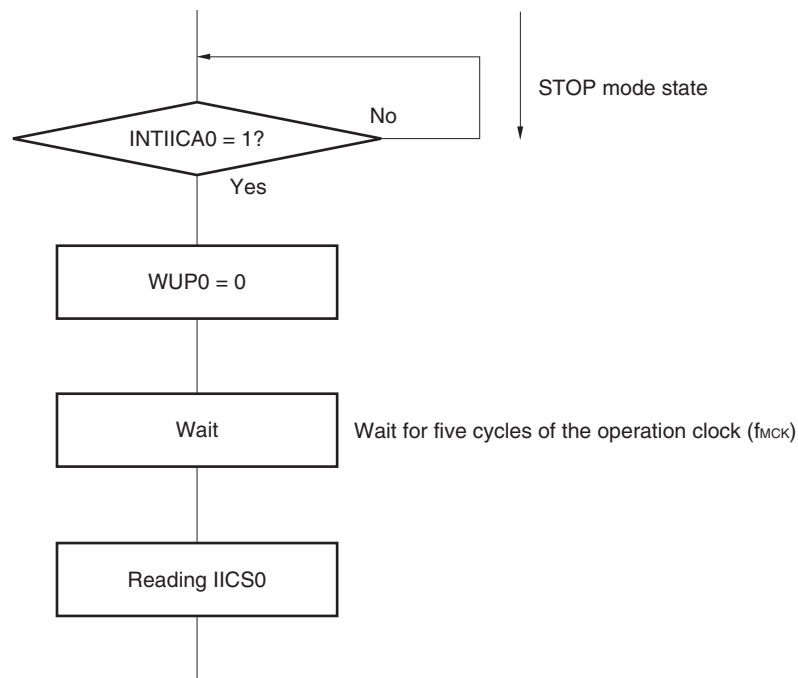 STOP mode state
No
INTIICA0 = 1?
Yes
WUP0 = 0
Wait
Wait for five cycles of the operation clock (fMCK)
Reading IICS0